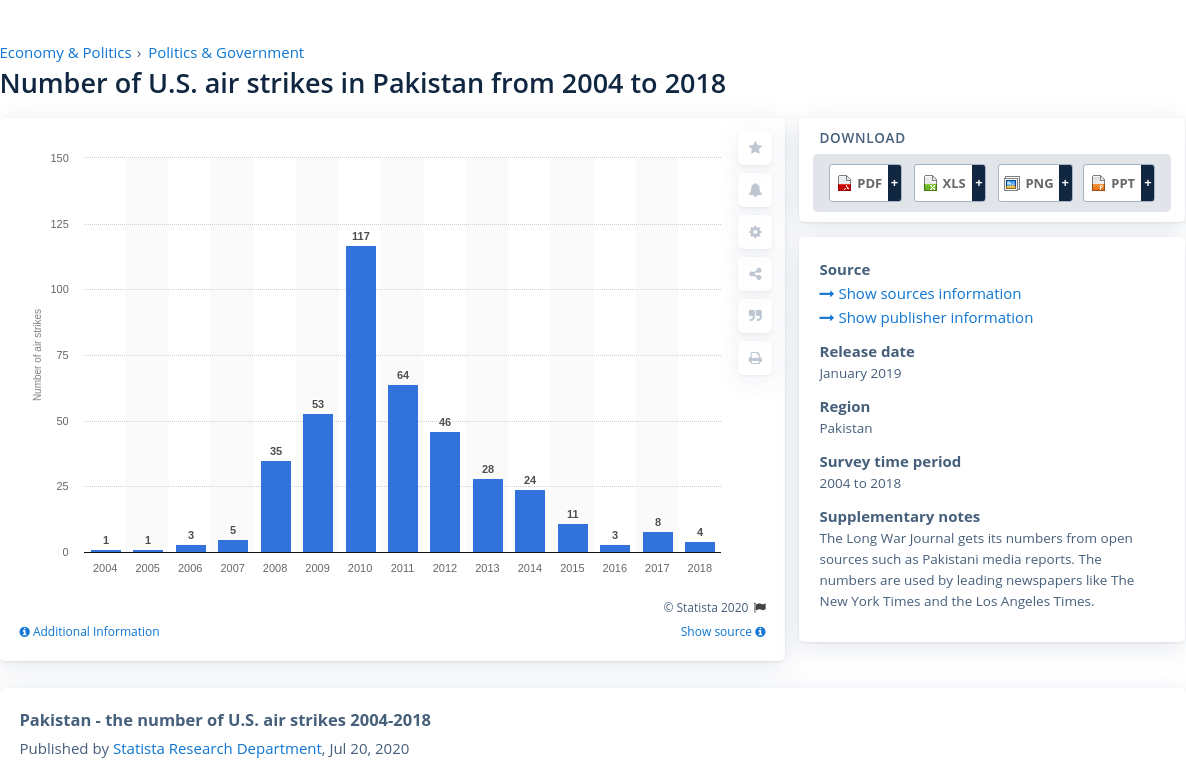 Economy & Politics › Politics & Government
Number of U.S. air strikes in Pakistan from 2004 to 2018
150
125
100
75
50
25
0
Number of air strikes
1
1
3
5
35
53
117
64
46
28
24
11
3
8
4
2004 2005 2006 2007 2008 2009 2010 2011 2012 2013 2014 2015 2016 2017 2018
© Statista 2020
Additional Information
Show source
DOWNLOAD
PDF + XLS + PNG + PPT +
Source
Show sources information
Show publisher information
Release date
January 2019
Region
Pakistan
Survey time period
2004 to 2018
Supplementary notes
The Long War Journal gets its numbers from open
sources such as Pakistani media reports. The
numbers are used by leading newspapers like The
New York Times and the Los Angeles Times.
Pakistan - the number of U.S. air strikes 2004-2018
Published by Statista Research Department, Jul 20, 2020